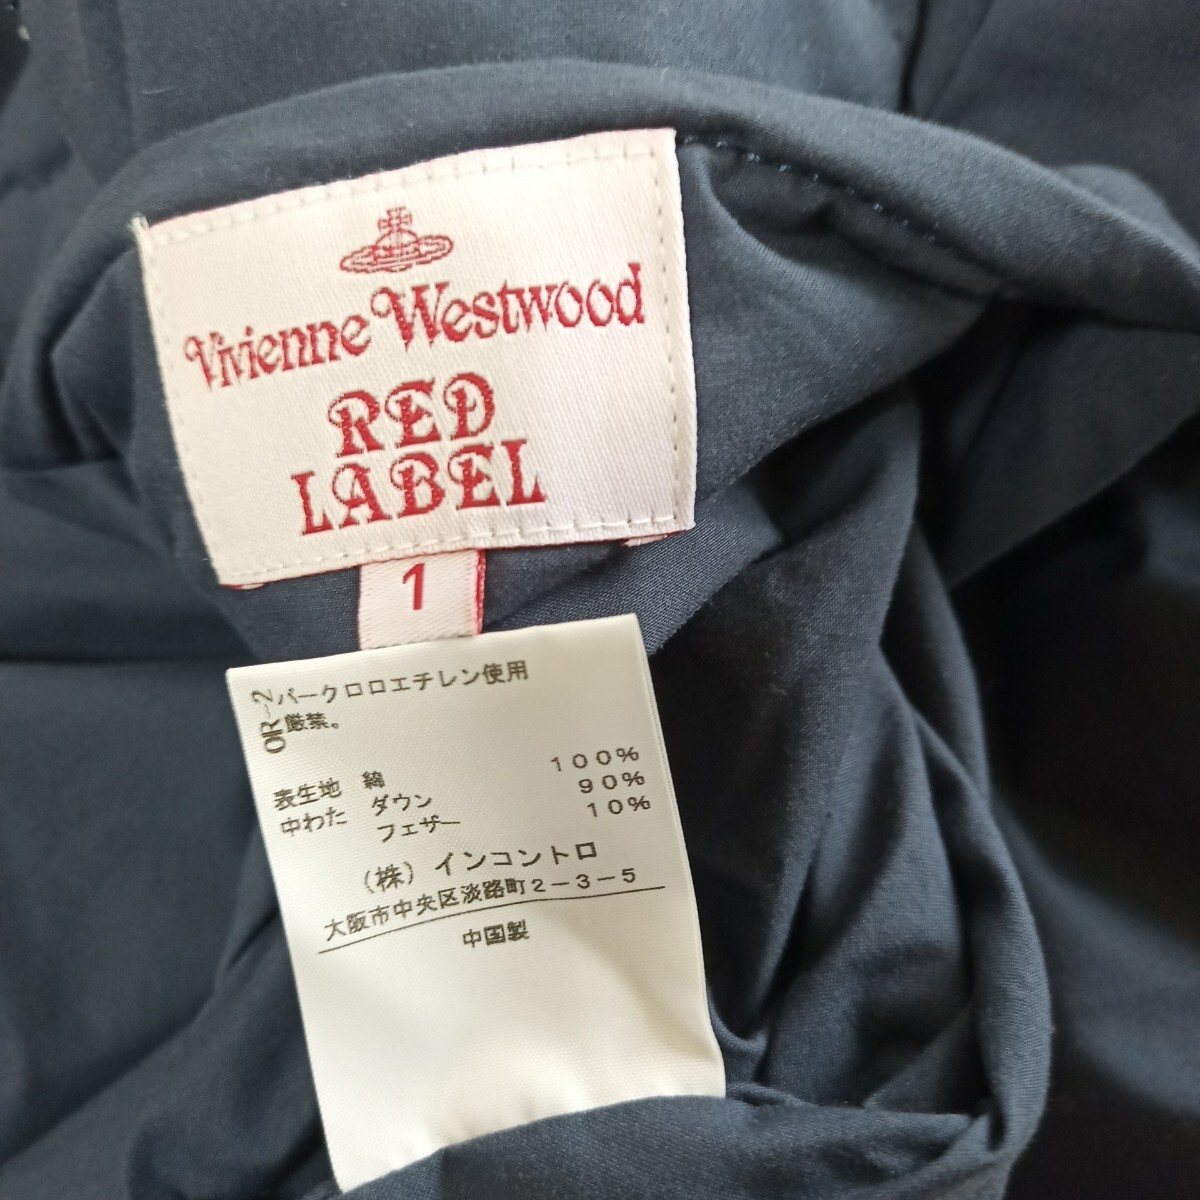 Vivienne Westwood
RED
LABEL
1
OR-2
パークロロエチレン使用
厳禁。
表生地 綿 100%
中わた ダウン 90%
フェザー 10%
(株)インコントロ
大阪市中央区淡路町2-3-5
中国製